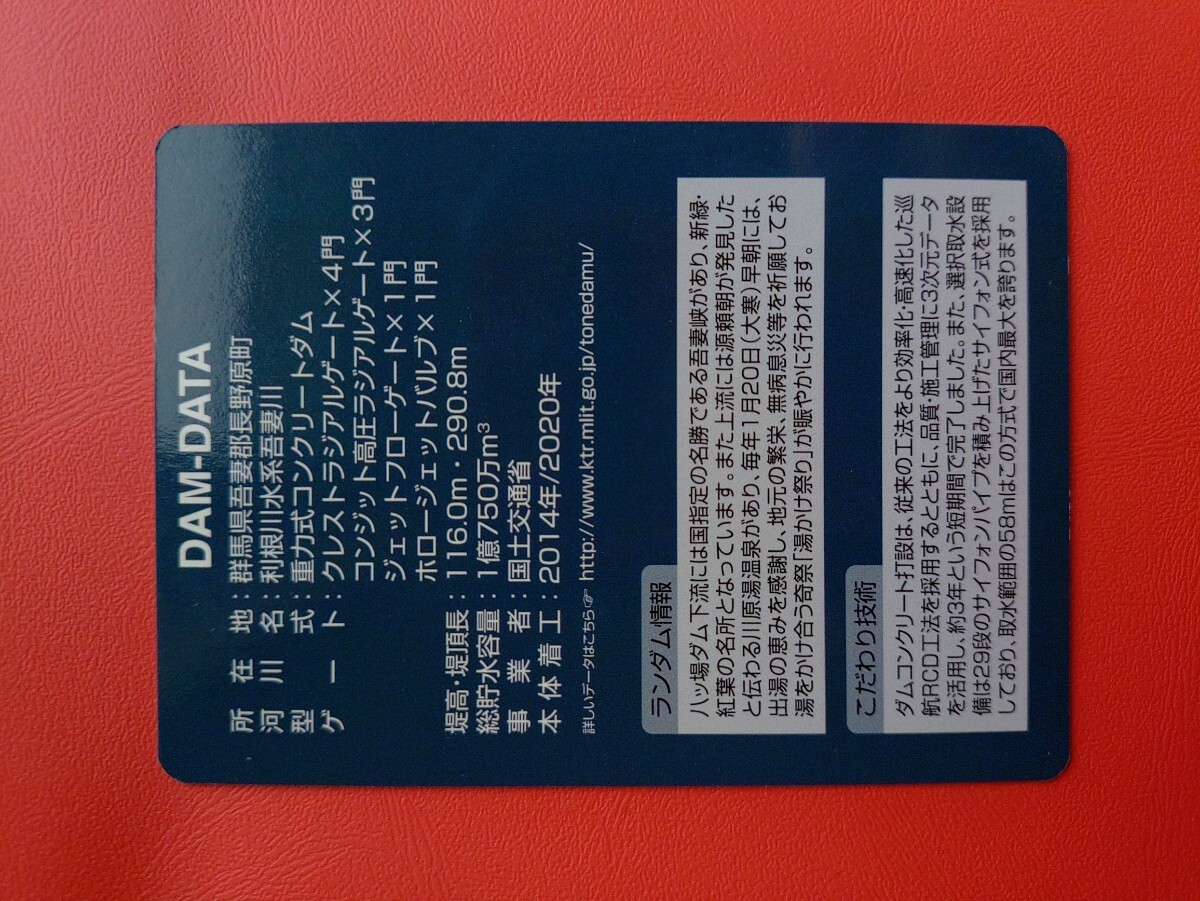 DAM-DATA
所在地：群馬県吾妻郡長野原町
河川名：利根川水系吾妻川
型式：重力式コンクリートダム
ゲート：クレストラジアルゲート×4門
コンジット高圧ラジアルゲート×3門
ジェットフローゲート×1門
ホロージェットバルブ×1門
堤高・堤頂長：116.0m・290.8m
総貯水容量：1億750万m³
事業者：国土交通省
本体着工：2014年/2020年
詳しいデータはこちら☞ http://www.ktr.mlit.go.jp/tonedamu/
ランダム情報
八ッ場ダム下流には国指定の名勝である吾妻峡があり、新緑・
紅葉の名所となっています。また上流には源頼朝が発見した
と伝わる川原湯温泉があり、毎年1月20日(大寒)早朝には、
出湯の恵みを感謝し、地元の繁栄、無病息災等を祈願してお
湯をかけ合う奇祭「湯かけ祭り」が賑やかに行われます。
こだわり技術
ダムコンクリート打設は、従来の工法をより効率化・高速化した巡
航RCD工法を採用するとともに、品質・施工管理に3次元データ
を活用し、約3年という短期間で完了しました。また、選択取水設
備は29段のサイフォンパイプを積み上げたサイフォン式を採用
しており、取水範囲の58mはこの方式で国内最大を誇ります。